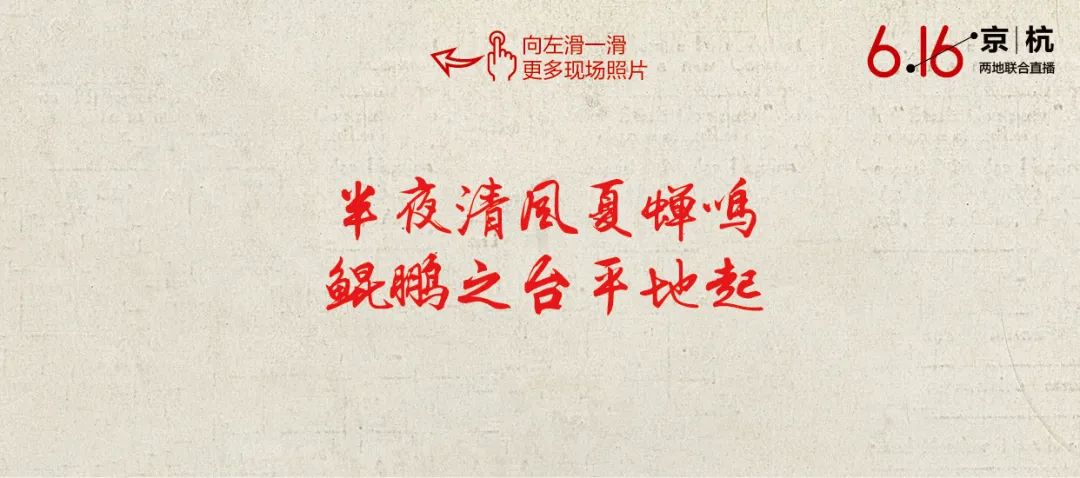 向左滑一滑
更多现场照片
6.16 京|杭
两地联合直播
半夜清风夏蝉鸣
鲲鹏之台平地起